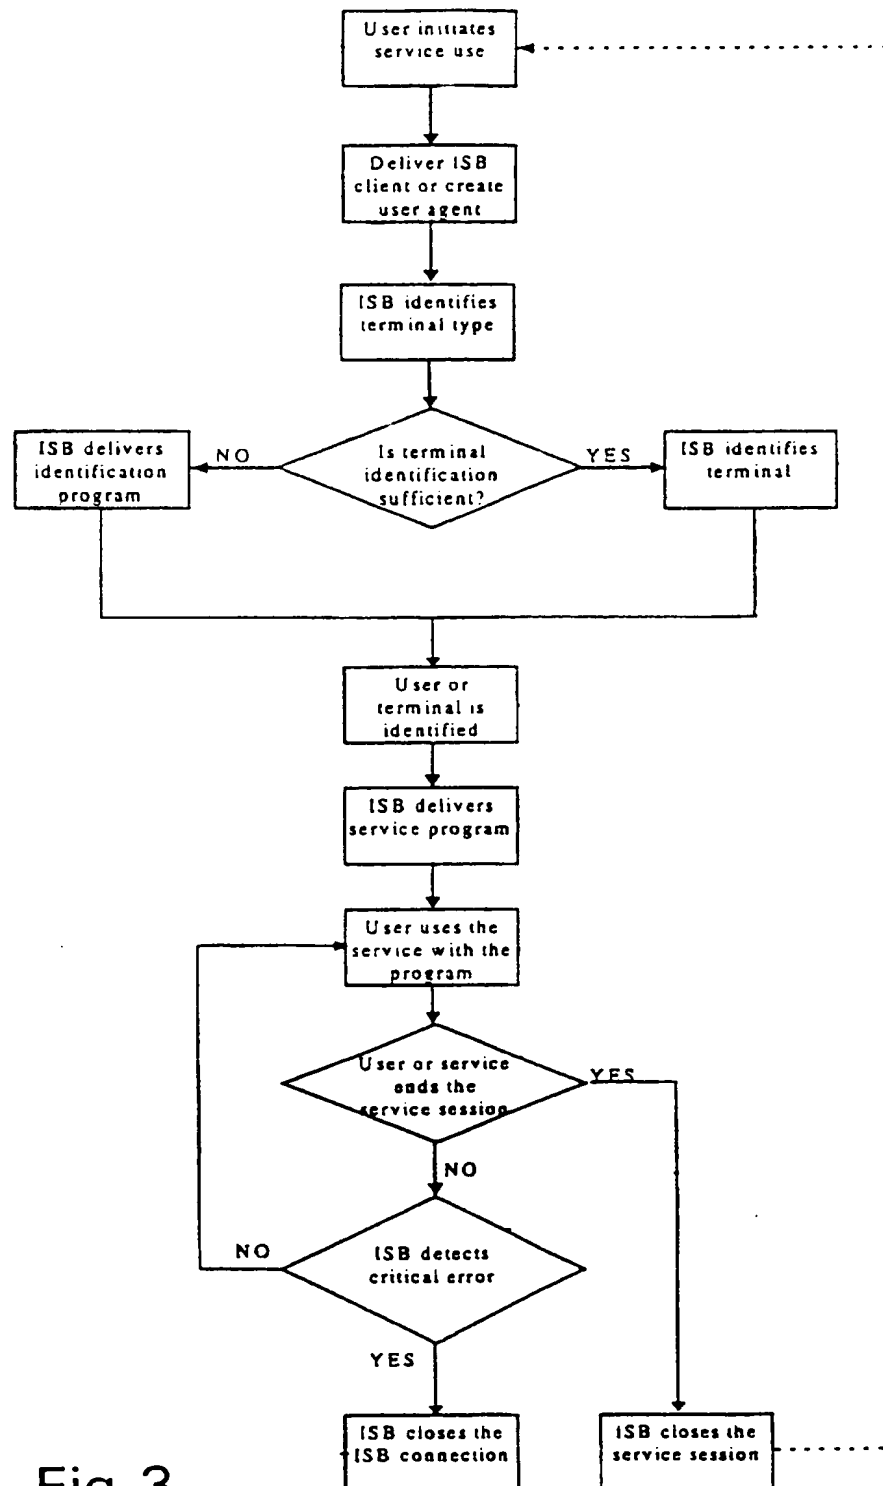 User initiates
service use
Deliver ISB
client or create
user agent
ISB identifies
terminal type
Is terminal
identification
sufficient?
NO
YES
ISB delivers
identification
program
ISB identifies
terminal
User or
terminal is
identified
ISB delivers
service program
User uses the
service with the
program
User or service
ends the
service session
YES
NO
ISB detects
critical error
NO
YES
ISB closes the
ISB connection
ISB closes the
service session
Fig. 3